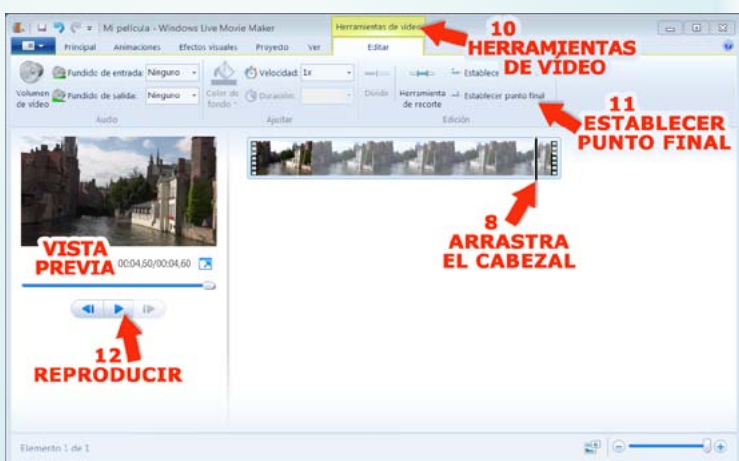 Mi película - Windows Live Movie Maker
Herramientas de vídeo
Principal Animaciones Efectos visuales Proyecto Ver Editar
10
HERRAMIENTAS
DE VÍDEO
Volumen
de vídeo
Fundido de entrada: Ninguno
Fundido de salida: Ninguno
Audio
Color de
fondo
Velocidad: 1x
Duración:
Ajustar
Dividir
Herramienta
de recorte
Establece
Establecer punto final
Edición
11
ESTABLECER
PUNTO FINAL
8
ARRASTRA
EL CABEZAL
VISTA
PREVIA
00:04,60/00:04,60
12
REPRODUCIR
Elemento 1 de 1